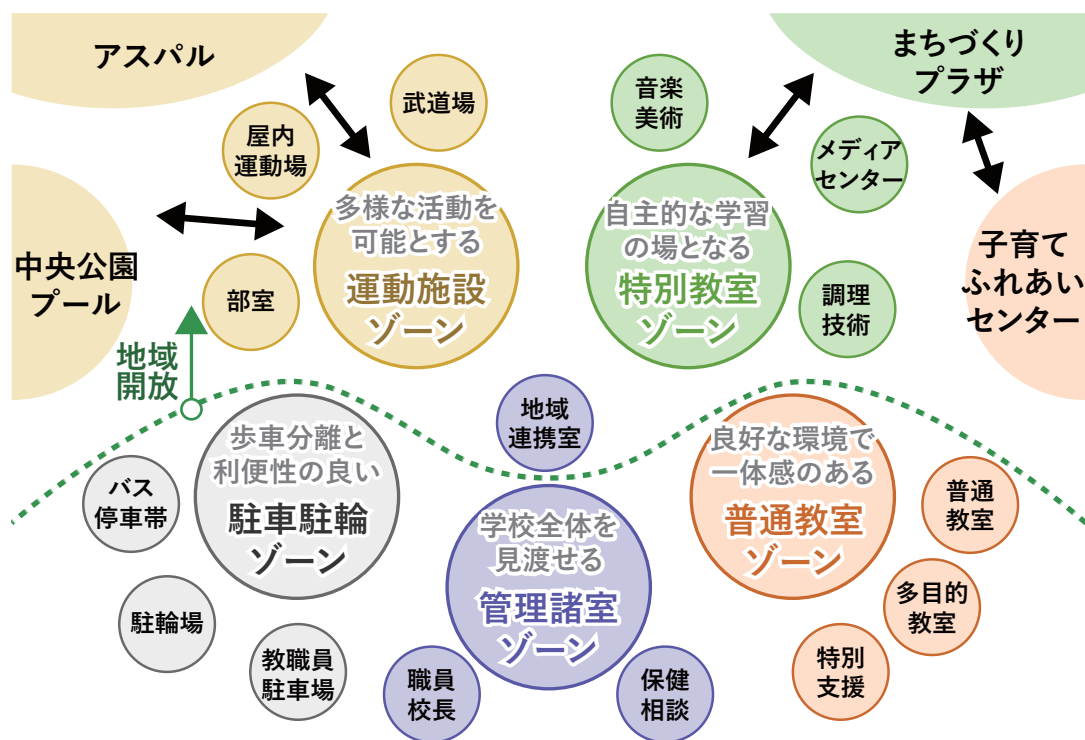 アスパル
まちづくり
プラザ
武道場
音楽
美術
屋内
運動場
メディア
センター
多様な活動を
可能とする
運動施設
ゾーン
自主的な学習
の場となる
特別教室
ゾーン
中央公園
プール
部室
調理
技術
子育て
ふれあい
センター
地域
開放
地域
連携室
歩車分離と
利便性の良い
駐車駐輪
ゾーン
良好な環境で
一体感のある
普通教室
ゾーン
バス
停車帯
普通
教室
学校全体を
見渡せる
管理諸室
ゾーン
駐輪場
多目的
教室
教職員
駐車場
特別
支援
職員
校長
保健
相談